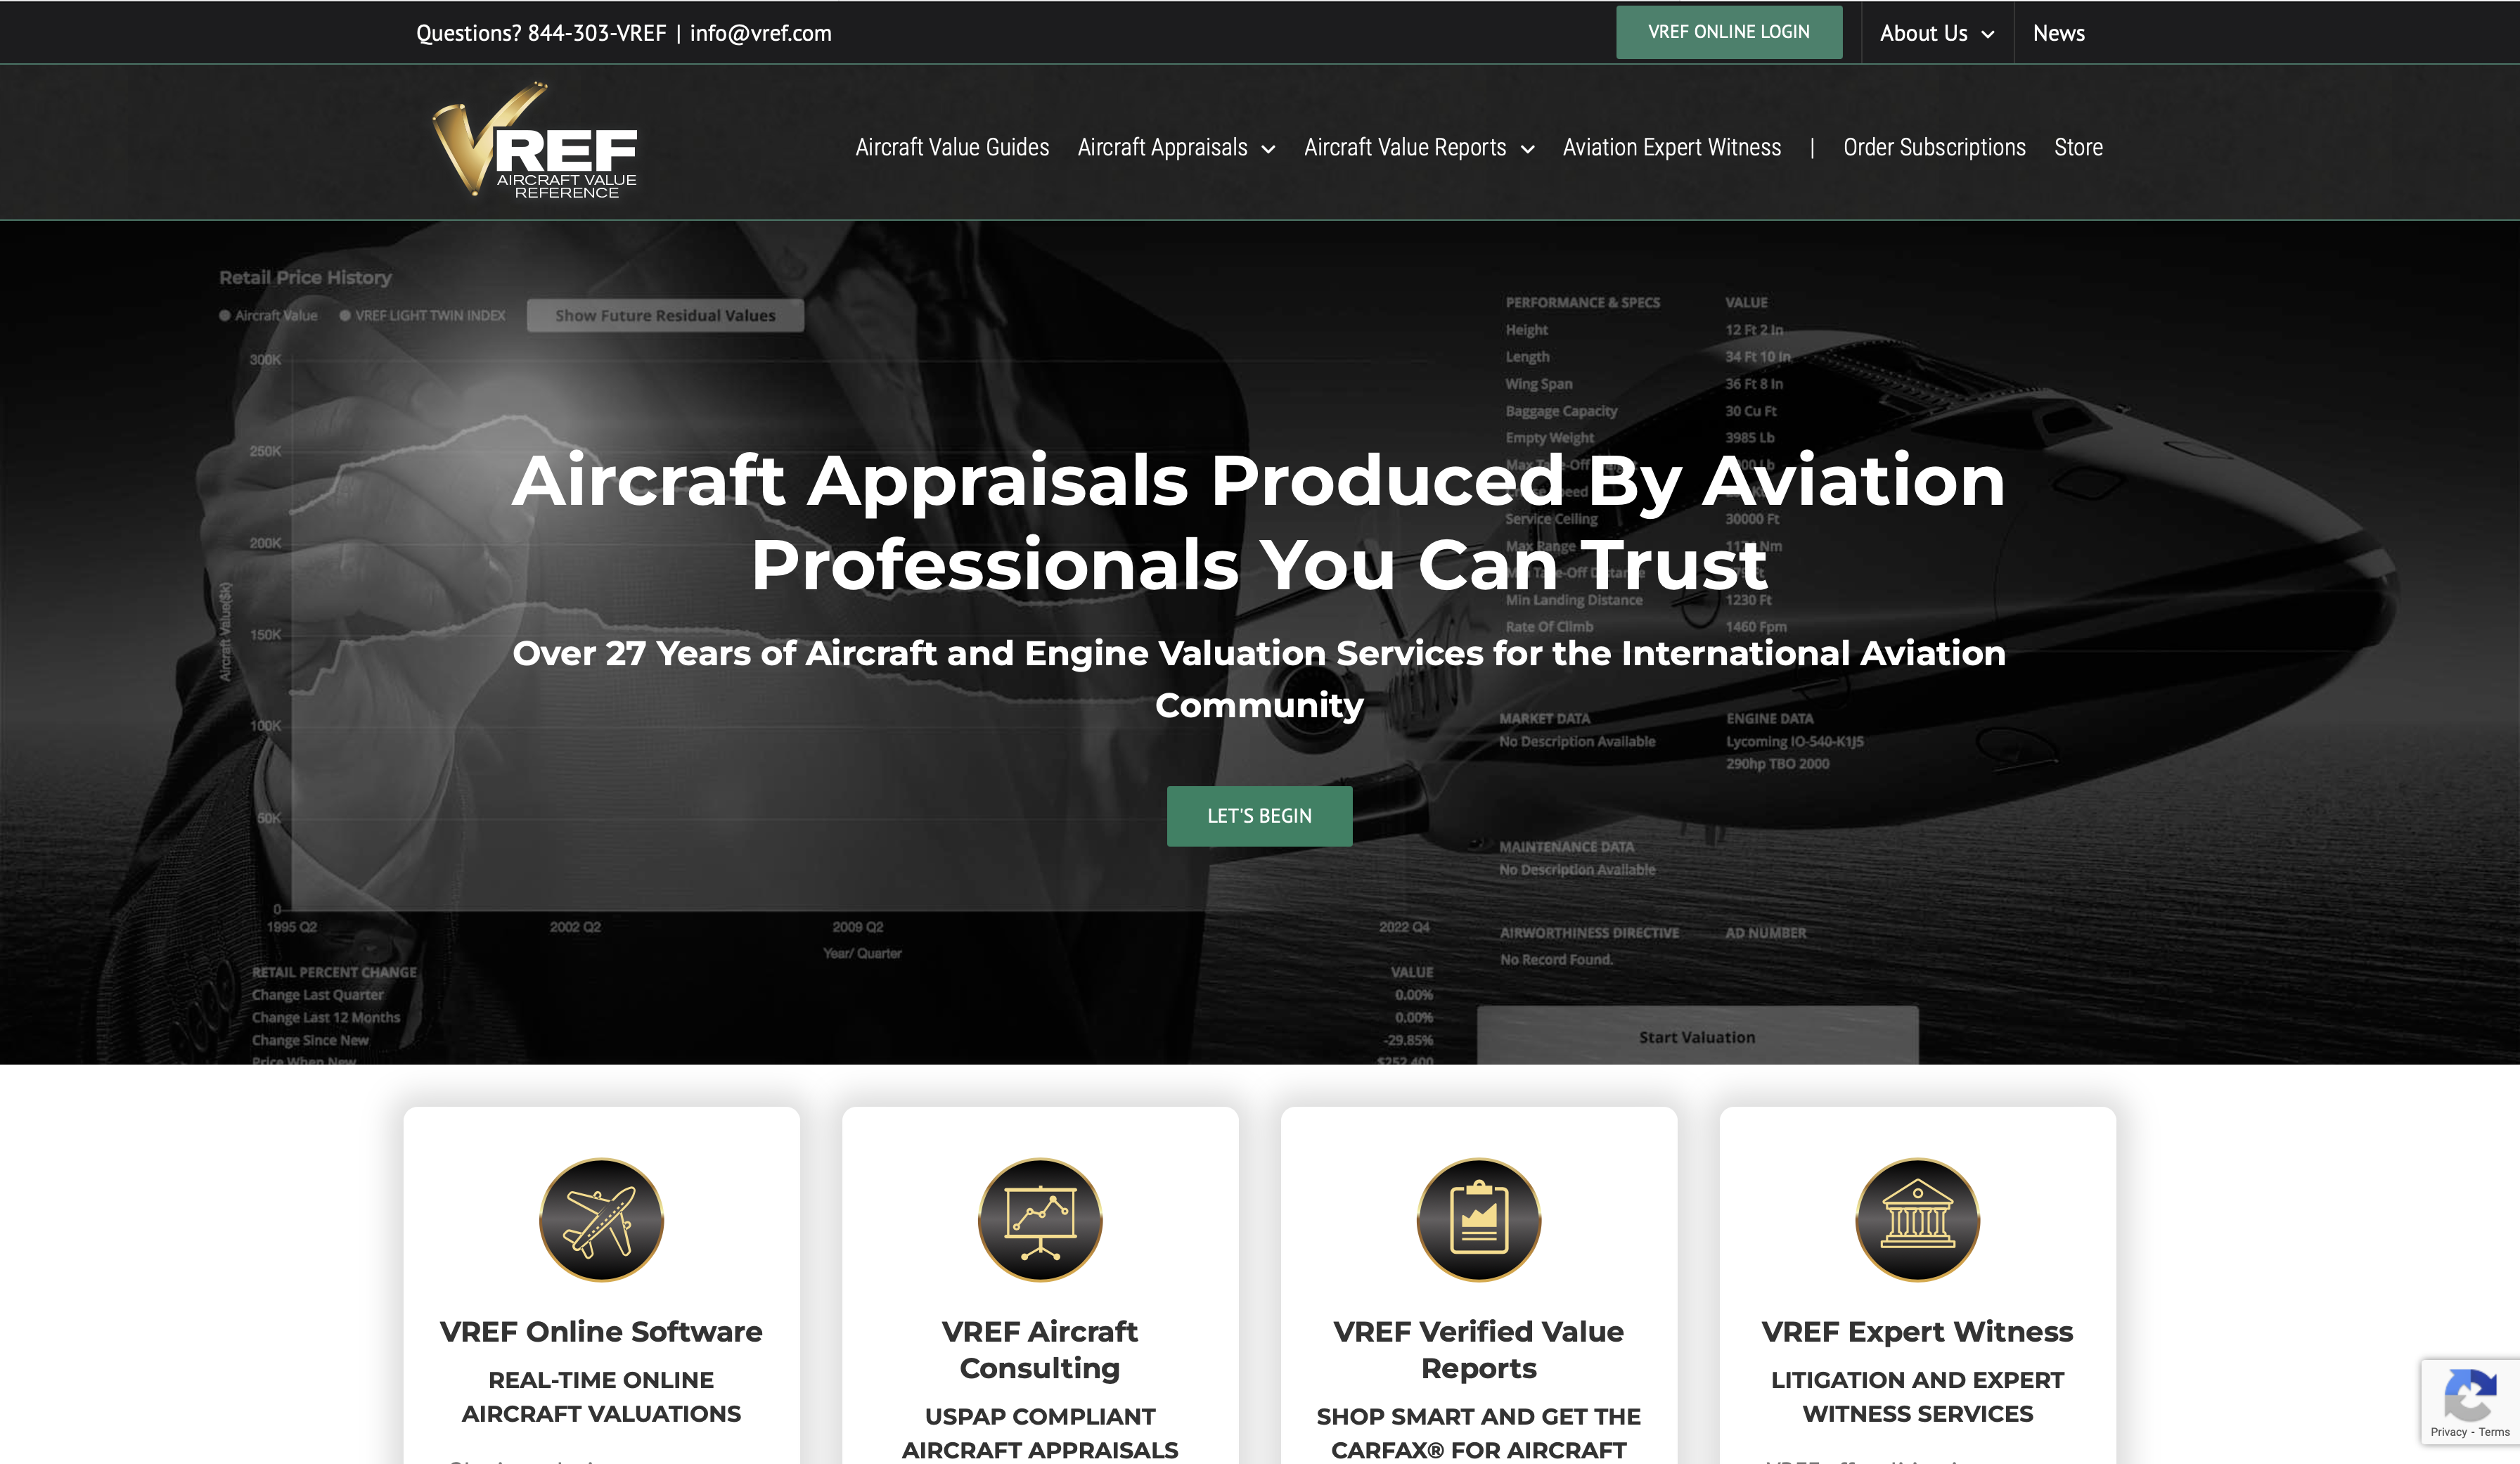 Questions? 844-303-VREF | info@vref.com
VREF ONLINE LOGIN
About Us
News
VREF
AIRCRAFT VALUE
REFERENCE
Aircraft Value Guides
Aircraft Appraisals
Aircraft Value Reports
Aviation Expert Witness
|
Order Subscriptions
Store
Retail Price History
Aircraft Value
VREF LIGHT TWIN INDEX
Show Future Residual Values
300K
250K
200K
150K
100K
50K
0
Aircraft Value($k)
1995 Q2
2002 Q2
2009 Q2
2022 Q4
Year/ Quarter
RETAIL PERCENT CHANGE VALUE
Change Last Quarter 0.00%
Change Last 12 Months 0.00%
Change Since New -29.85%
Price When New $252,400
PERFORMANCE & SPECS VALUE
Height 12 Ft 2 In
Length 34 Ft 10 In
Wing Span 36 Ft 8 In
Baggage Capacity 30 Cu Ft
Empty Weight 3985 Lb
Service Ceiling 30000 Ft
Max Range
Min Landing Distance 1230 Ft
Rate Of Climb 1460 Fpm
MARKET DATA
No Description Available
ENGINE DATA
Lycoming IO-540-K1J5
290hp TBO 2000
MAINTENANCE DATA
No Description Available
AIRWORTHINESS DIRECTIVE AD NUMBER
No Record Found.
Start Valuation
Aircraft Appraisals Produced By Aviation
Professionals You Can Trust
Over 27 Years of Aircraft and Engine Valuation Services for the International Aviation
Community
LET'S BEGIN
VREF Online Software
REAL-TIME ONLINE
AIRCRAFT VALUATIONS
VREF Aircraft
Consulting
USPAP COMPLIANT
AIRCRAFT APPRAISALS
VREF Verified Value
Reports
SHOP SMART AND GET THE
CARFAX® FOR AIRCRAFT
VREF Expert Witness
LITIGATION AND EXPERT
WITNESS SERVICES
Privacy - Terms